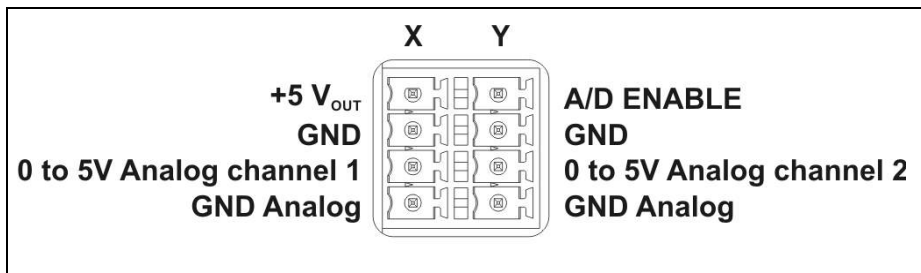 X Y
+5 VOUT A/D ENABLE
GND GND
0 to 5V Analog channel 1 0 to 5V Analog channel 2
GND Analog GND Analog